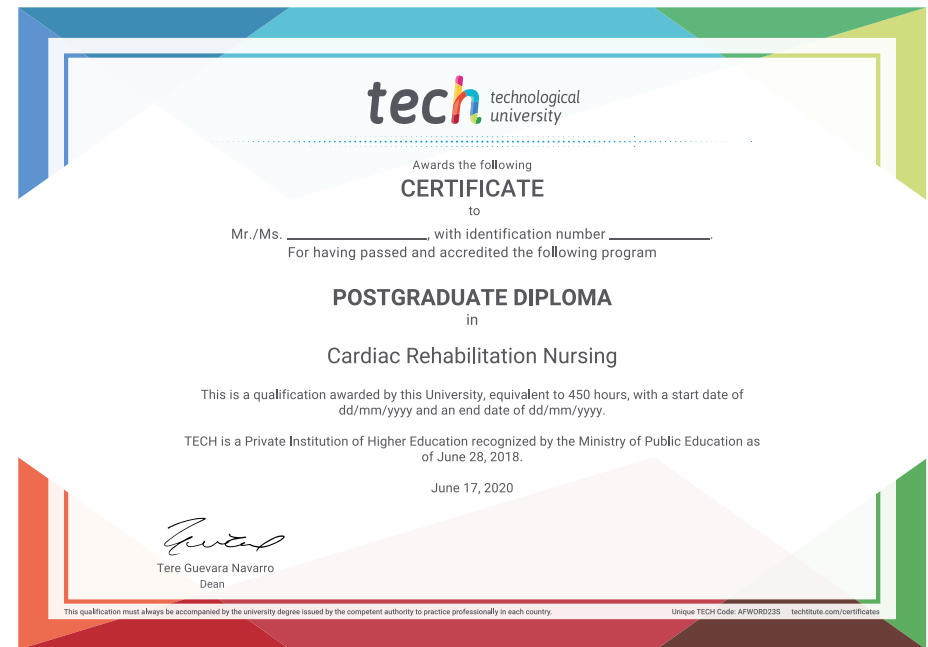 tech technological
university
Awards the following
CERTIFICATE
to
Mr./Ms. ____________________, with identification number ______________.
For having passed and accredited the following program
POSTGRADUATE DIPLOMA
in
Cardiac Rehabilitation Nursing
This is a qualification awarded by this University, equivalent to 450 hours, with a start date of
dd/mm/yyyy and an end date of dd/mm/yyyy.
TECH is a Private Institution of Higher Education recognized by the Ministry of Public Education as
of June 28, 2018.
June 17, 2020
Tere Guevara Navarro
Dean
This qualification must always be accompanied by the university degree issued by the competent authority to practice professionally in each country. Unique TECH Code: AFWORD23S techtitute.com/certificates